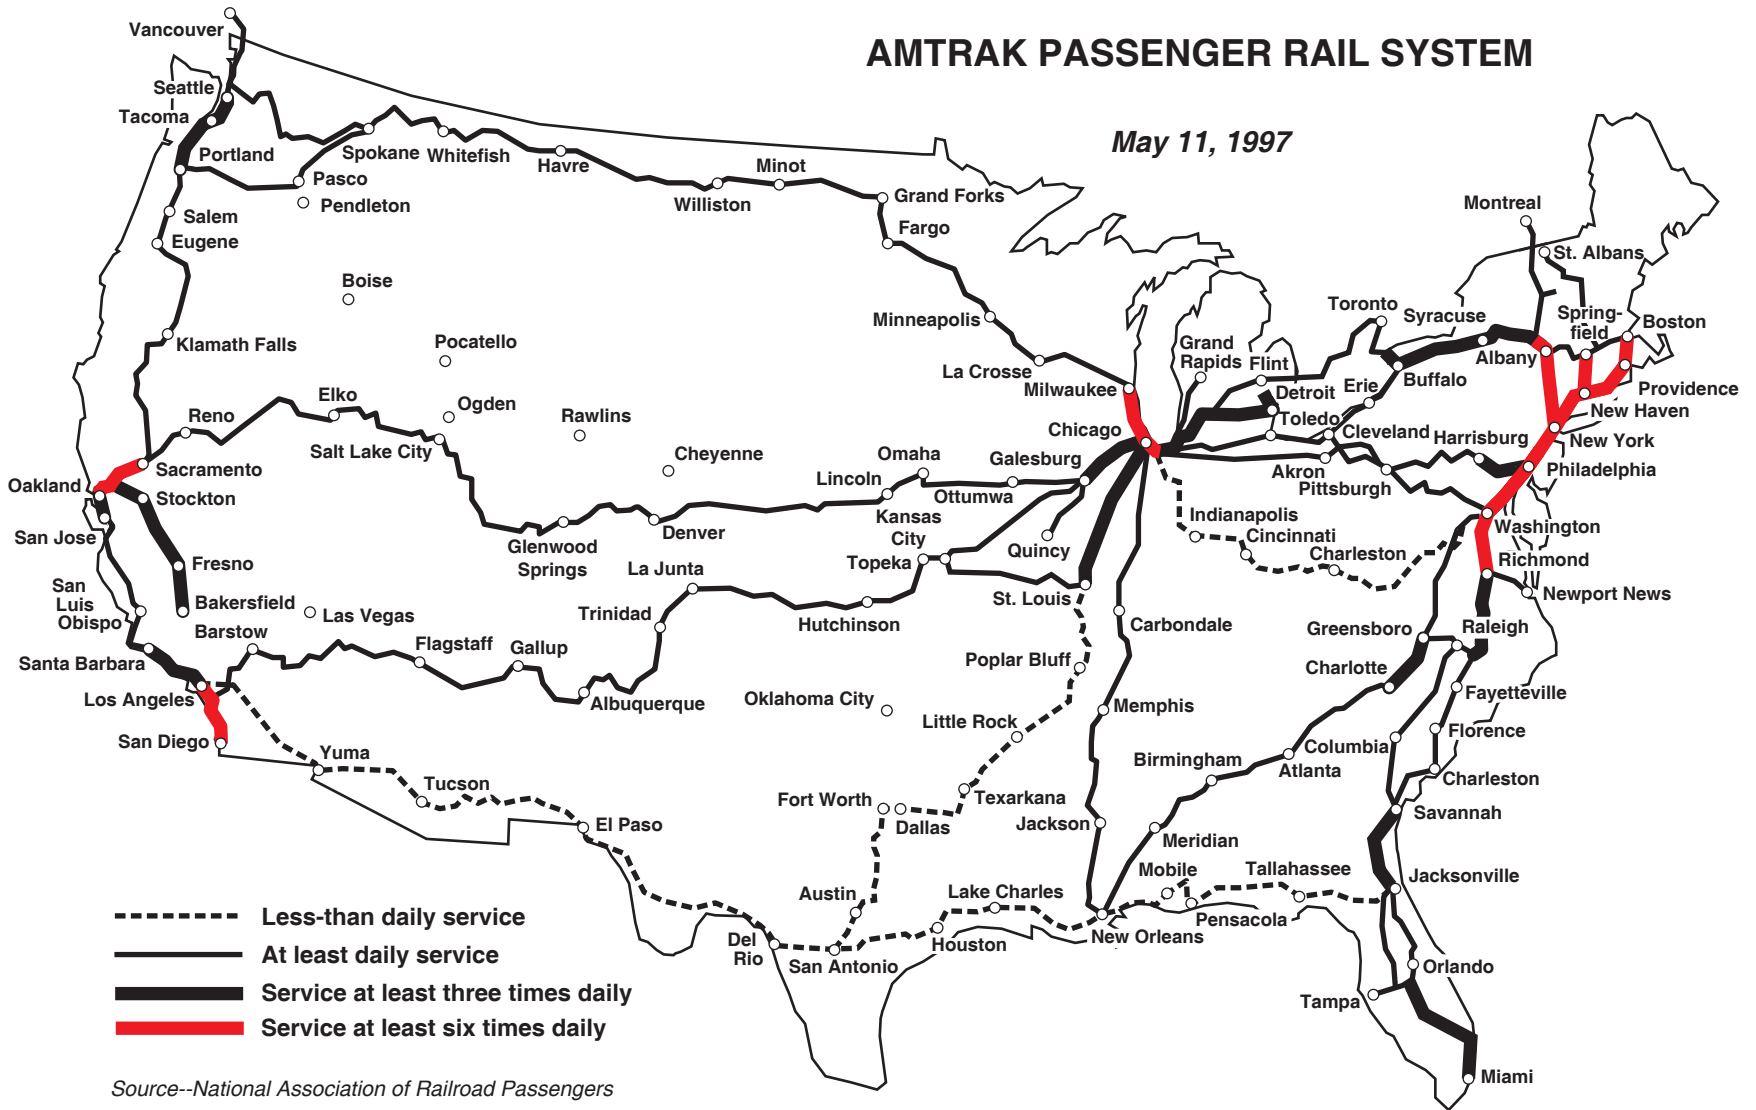 AMTRAK PASSENGER RAIL SYSTEM
May 11, 1997
Vancouver
Seattle
Tacoma
Portland
Spokane
Whitefish
Havre
Williston
Minot
Grand Forks
Fargo
Pasco
Pendleton
Salem
Eugene
Boise
Klamath Falls
Pocatello
Minneapolis
La Crosse
Milwaukee
Grand
Rapids
Flint
Detroit
Toronto
Syracuse
Montreal
St. Albans
Spring-
field
Boston
Albany
Providence
New Haven
New York
Buffalo
Erie
Toledo
Cleveland
Harrisburg
Philadelphia
Akron
Pittsburgh
Washington
Richmond
Newport News
Chicago
Reno
Elko
Ogden
Rawlins
Salt Lake City
Cheyenne
Sacramento
Oakland
Stockton
San Jose
Fresno
Glenwood
Springs
Denver
Lincoln
Omaha
Ottumwa
Galesburg
Kansas
City
Topeka
Quincy
Indianapolis
Cincinnati
Charleston
San
Luis
Obispo
Bakersfield
Las Vegas
Barstow
Flagstaff
Gallup
Albuquerque
Trinidad
La Junta
Hutchinson
St. Louis
Carbondale
Greensboro
Raleigh
Charlotte
Fayetteville
Santa Barbara
Los Angeles
San Diego
Oklahoma City
Poplar Bluff
Little Rock
Memphis
Birmingham
Atlanta
Columbia
Florence
Charleston
Savannah
Yuma
Tucson
El Paso
Fort Worth
Dallas
Texarkana
Jackson
Meridian
Mobile
Tallahassee
Jacksonville
Austin
Lake Charles
Pensacola
Del
Rio
San Antonio
Houston
New Orleans
Orlando
Tampa
Miami
Less-than daily service
At least daily service
Service at least three times daily
Service at least six times daily
Source--National Association of Railroad Passengers